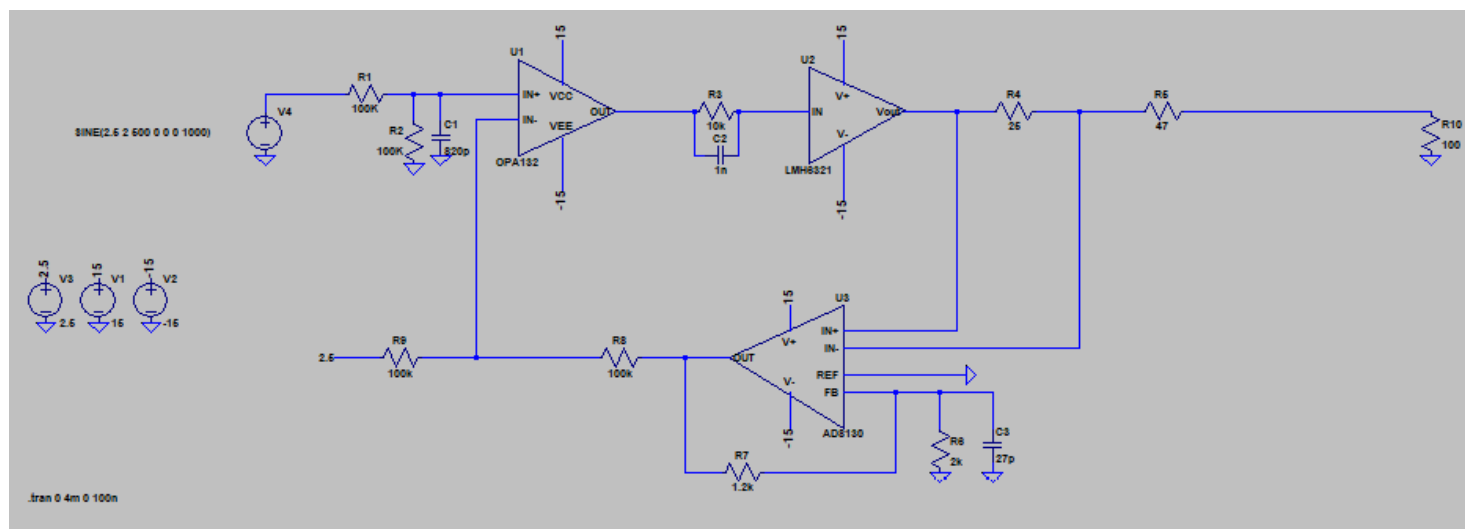 U1
15
U2
15
R1
100K
V4
SINE(2.5 2 500 0 0 0 1000)
R2
100K
C1
820p
IN+
IN-
VCC
VEE
OUT
OPA132
-15
R3
10k
C2
1n
IN
V+
V-
Vout
LMH6321
-15
R4
25
R5
47
R10
100
2.5
V3
2.5
15
V1
15
-15
V2
-15
U3
15
IN+
IN-
REF
FB
V+
V-
OUT
AD8130
-15
2.5
R9
100k
R8
100k
R7
1.2k
R6
2k
C3
27p
.tran 0 4m 0 100n